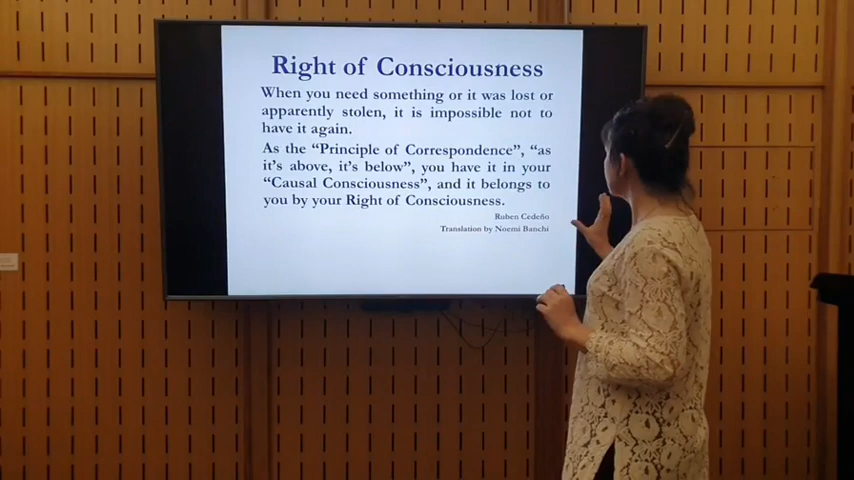 Right of Consciousness
When you need something or it was lost or
apparently stolen, it is impossible not to
have it again.
As the “Principle of Correspondence”, “as
it’s above, it’s below”, you have it in your
“Causal Consciousness”, and it belongs to
you by your Right of Consciousness.
Ruben Cedeño
Translation by Noemi Banchi